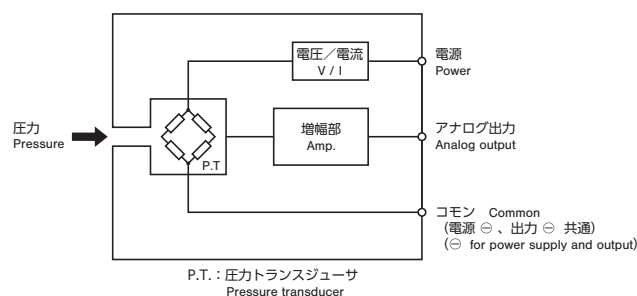 電圧／電流
V / I
電源
Power
圧力
Pressure
P.T
増幅部
Amp.
アナログ出力
Analog output
コモン Common
(電源 ⊖ 、出力 ⊖ 共通)
(⊖ for power supply and output)
P.T.：圧力トランスジューサ
Pressure transducer